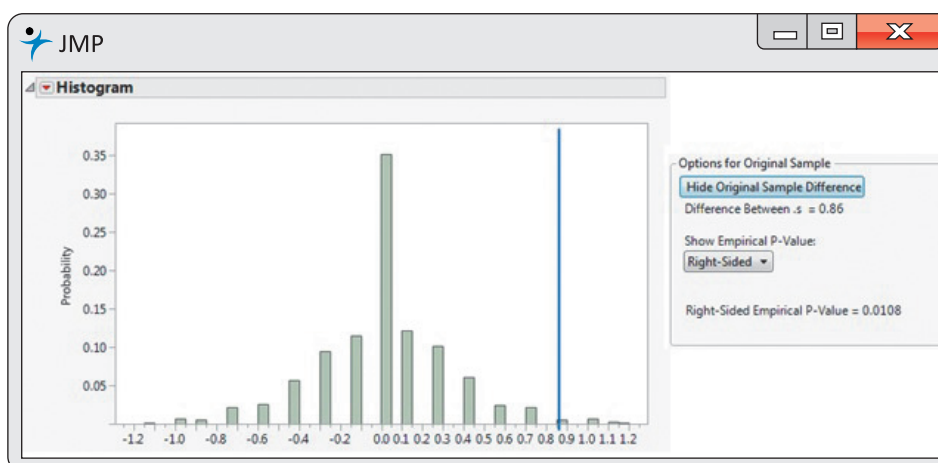 JMP
Histogram
0.35
0.30
0.25
0.20
0.15
0.10
0.05
Probability
-1.2 -1.0 -0.8 -0.6 -0.4 -0.2 0.0 0.1 0.2 0.3 0.4 0.5 0.6 0.7 0.8 0.9 1.0 1.1 1.2
Options for Original Sample
Hide Original Sample Difference
Difference Between .s = 0.86
Show Empirical P-Value:
Right-Sided
Right-Sided Empirical P-Value = 0.0108